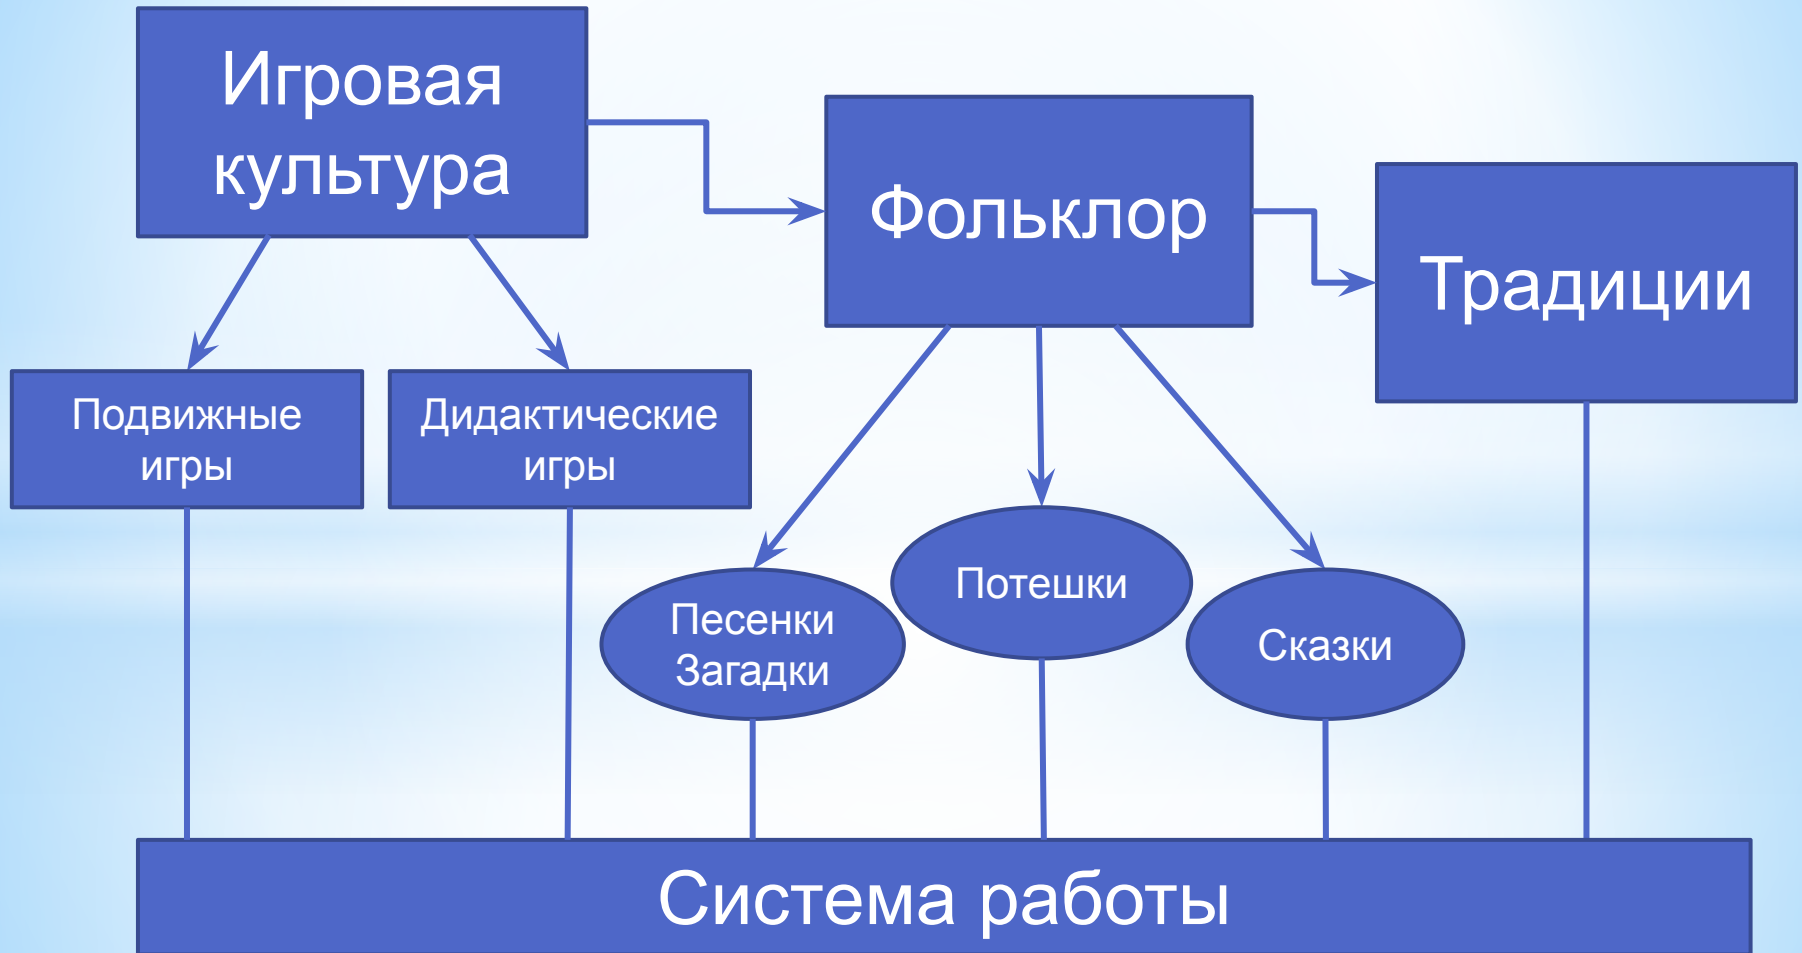 Игровая
культура
Фольклор
Традиции
Подвижные
игры
Дидактические
игры
Песенки
Загадки
Потешки
Сказки
Система работы